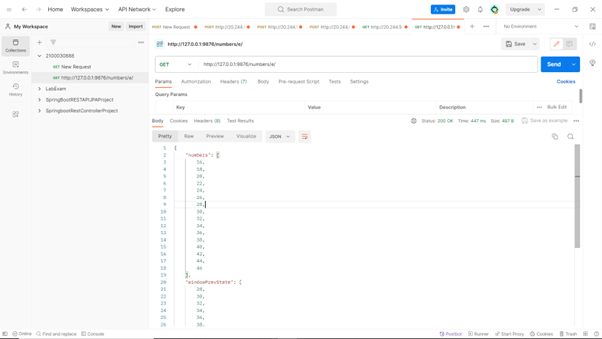 Home Workspaces API Network Explore Search Postman Invite Upgrade
My Workspace New Import POST New Request POST http://20.244. POST http://20.244.1 POST http://20.244.1 GET http://20.244.5 GET http://127.0.0.1: No Environment
Collections
Environments
History
2100030888
GET New Request
GET http://127.0.0.1:9876/numbers/e/
LabExam
SpringBootRESTAPIJPAProject
SpringbootRestControllerProject
http://127.0.0.1:9876/numbers/e/ Save
GET http://127.0.0.1:9876/numbers/e/ Send
Params Authorization Headers (7) Body Pre-request Script Tests Settings Cookies
Query Params
Key Value Description Bulk Edit
Body Cookies Headers (8) Test Results Status: 200 OK Time: 447 ms Size: 487 B Save as example
Pretty Raw Preview Visualize JSON
1 {
2 "numbers": [
3 16,
4 18,
5 20,
6 22,
7 24,
8 26,
9 28,
10 30,
11 32,
12 34,
13 36,
14 38,
15 40,
16 42,
17 44,
18 46
19 ],
20 "windowPrevState": [
21 28,
22 30,
23 32,
24 34,
25 36,
26 38,
Online Find and replace Console Postbot Runner Start Proxy Cookies Trash